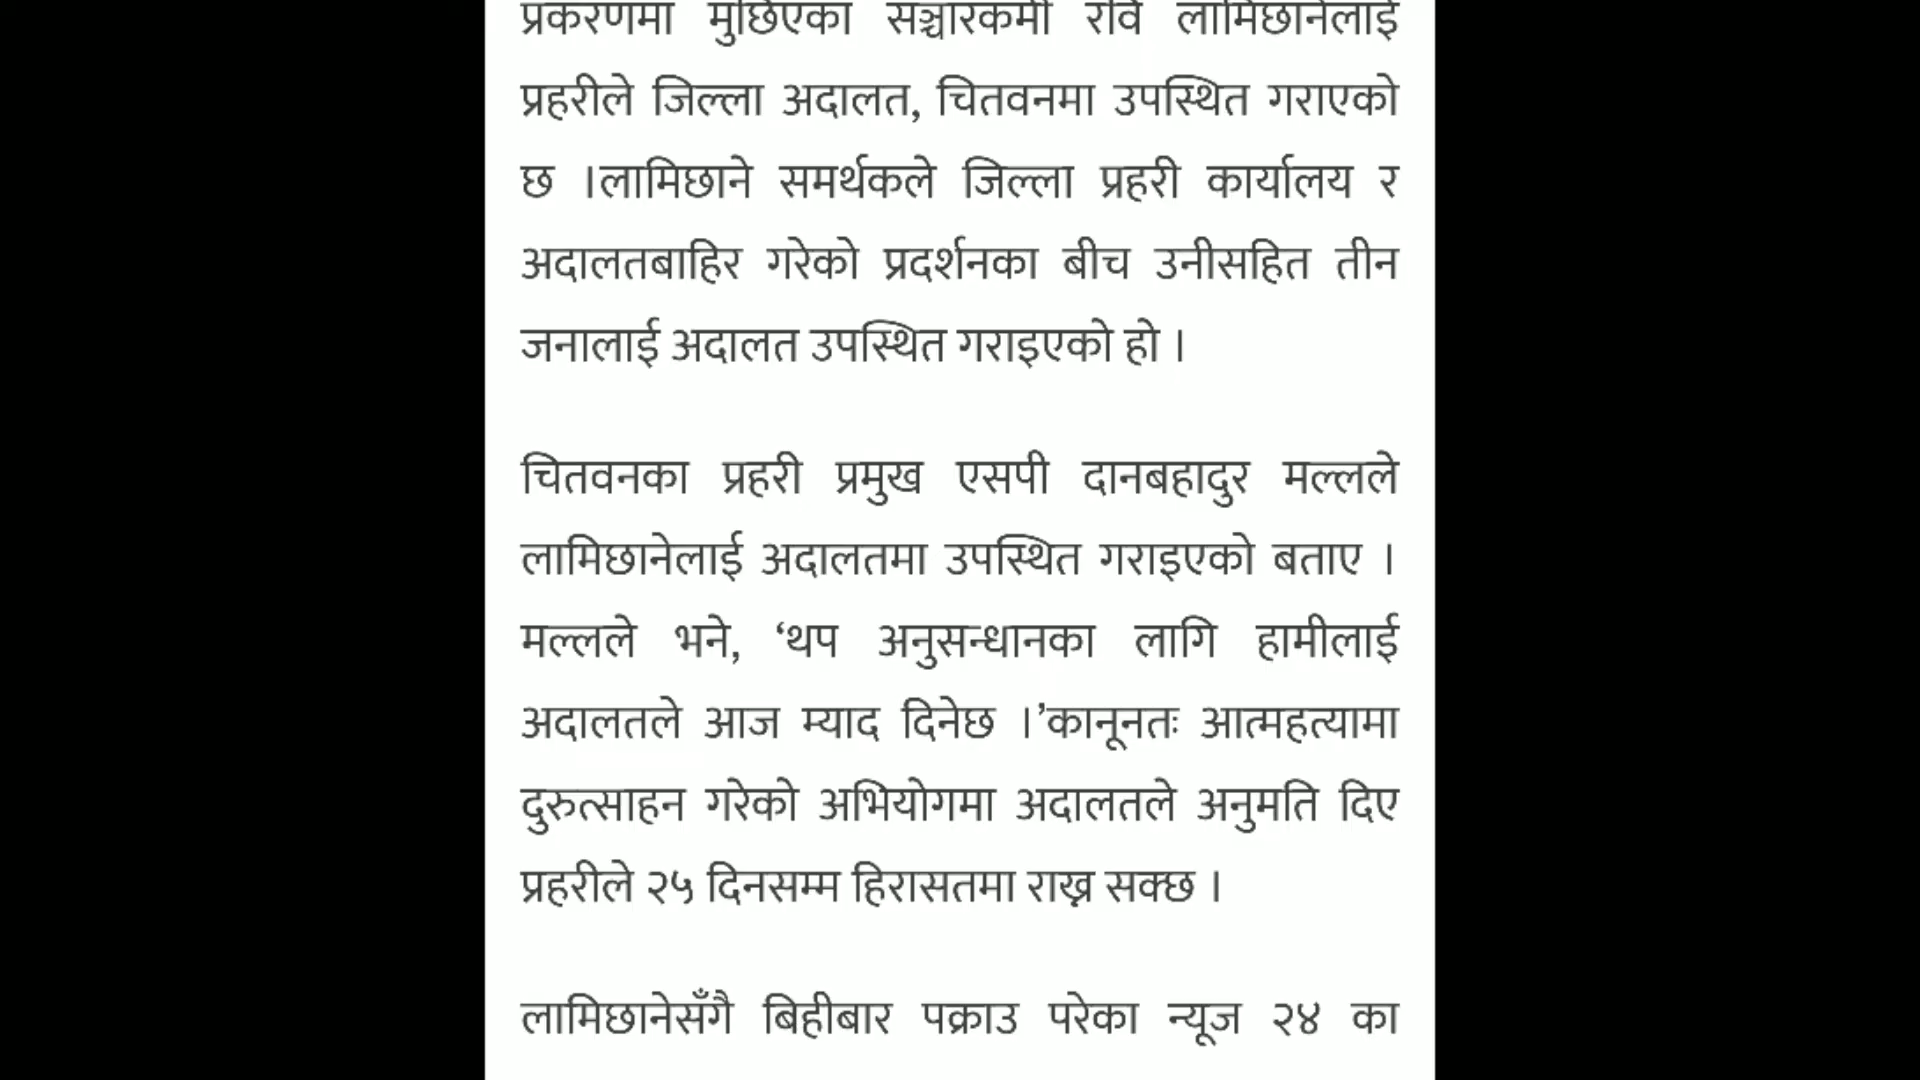 प्रकरणमा मुछिएका सञ्चारकर्मी रवि लामिछानेलाई
प्रहरीले जिल्ला अदालत, चितवनमा उपस्थित गराएको
छ ।लामिछाने समर्थकले जिल्ला प्रहरी कार्यालय र
अदालतबाहिर गरेको प्रदर्शनका बीच उनीसहित तीन
जनालाई अदालत उपस्थित गराइएको हो ।
चितवनका प्रहरी प्रमुख एसपी दानबहादुर मल्लले
लामिछानेलाई अदालतमा उपस्थित गराइएको बताए ।
मल्लले भने, ‘थप अनुसन्धानका लागि हामीलाई
अदालतले आज म्याद दिनेछ ।’कानूनतः आत्महत्यामा
दुरुत्साहन गरेको अभियोगमा अदालतले अनुमति दिए
प्रहरीले २५ दिनसम्म हिरासतमा राख्न सक्छ ।
लामिछानेसँगै बिहीबार पक्राउ परेका न्यूज २४ का